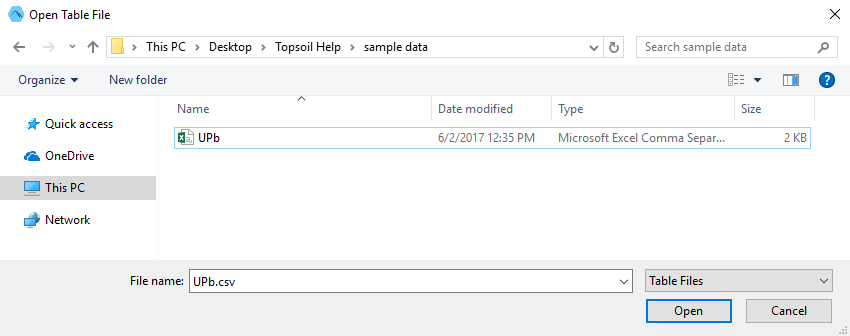 Open Table File
This PC > Desktop > Topsoil Help > sample data
Search sample data
Organize
New folder
Name
Date modified
Type
Size
Quick access
OneDrive
This PC
Network
UPb
6/2/2017 12:35 PM
Microsoft Excel Comma Separ...
2 KB
File name:
UPb.csv
Table Files
Open
Cancel